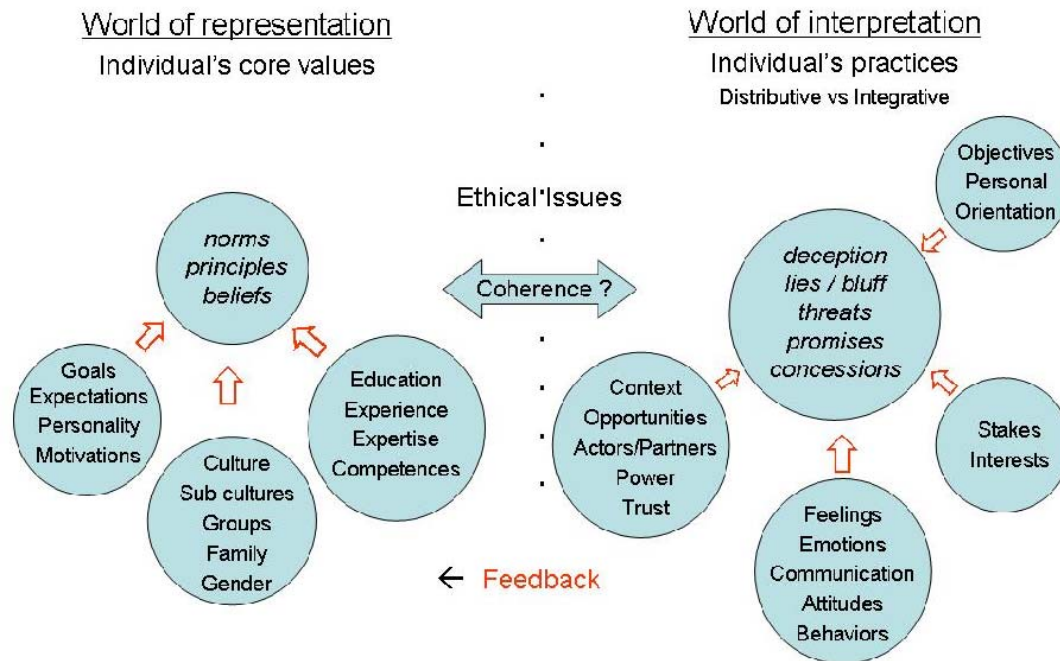 World of representation
Individual's core values
World of interpretation
Individual's practices
Distributive vs Integrative
Ethical Issues
Coherence ?
norms
principles
beliefs
Goals
Expectations
Personality
Motivations
Culture
Sub cultures
Groups
Family
Gender
Education
Experience
Expertise
Competences
Objectives
Personal
Orientation
deception
lies / bluff
threats
promises
concessions
Context
Opportunities
Actors/Partners
Power
Trust
Stakes
Interests
Feelings
Emotions
Communication
Attitudes
Behaviors
← Feedback